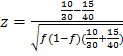 z = (10/30 − 15/40) / √(f(1−f)(10/30 + 15/40))